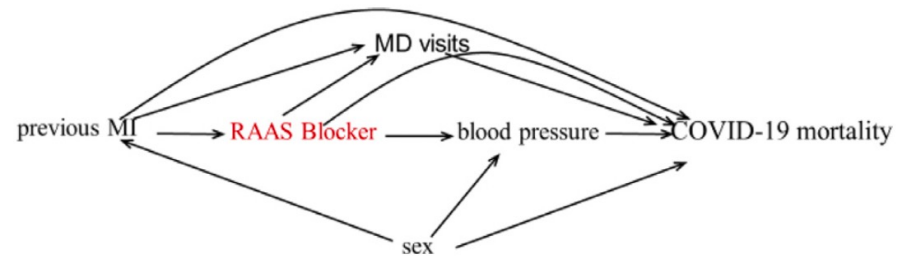 MD visits
previous MI
RAAS Blocker
blood pressure
COVID-19 mortality
sex